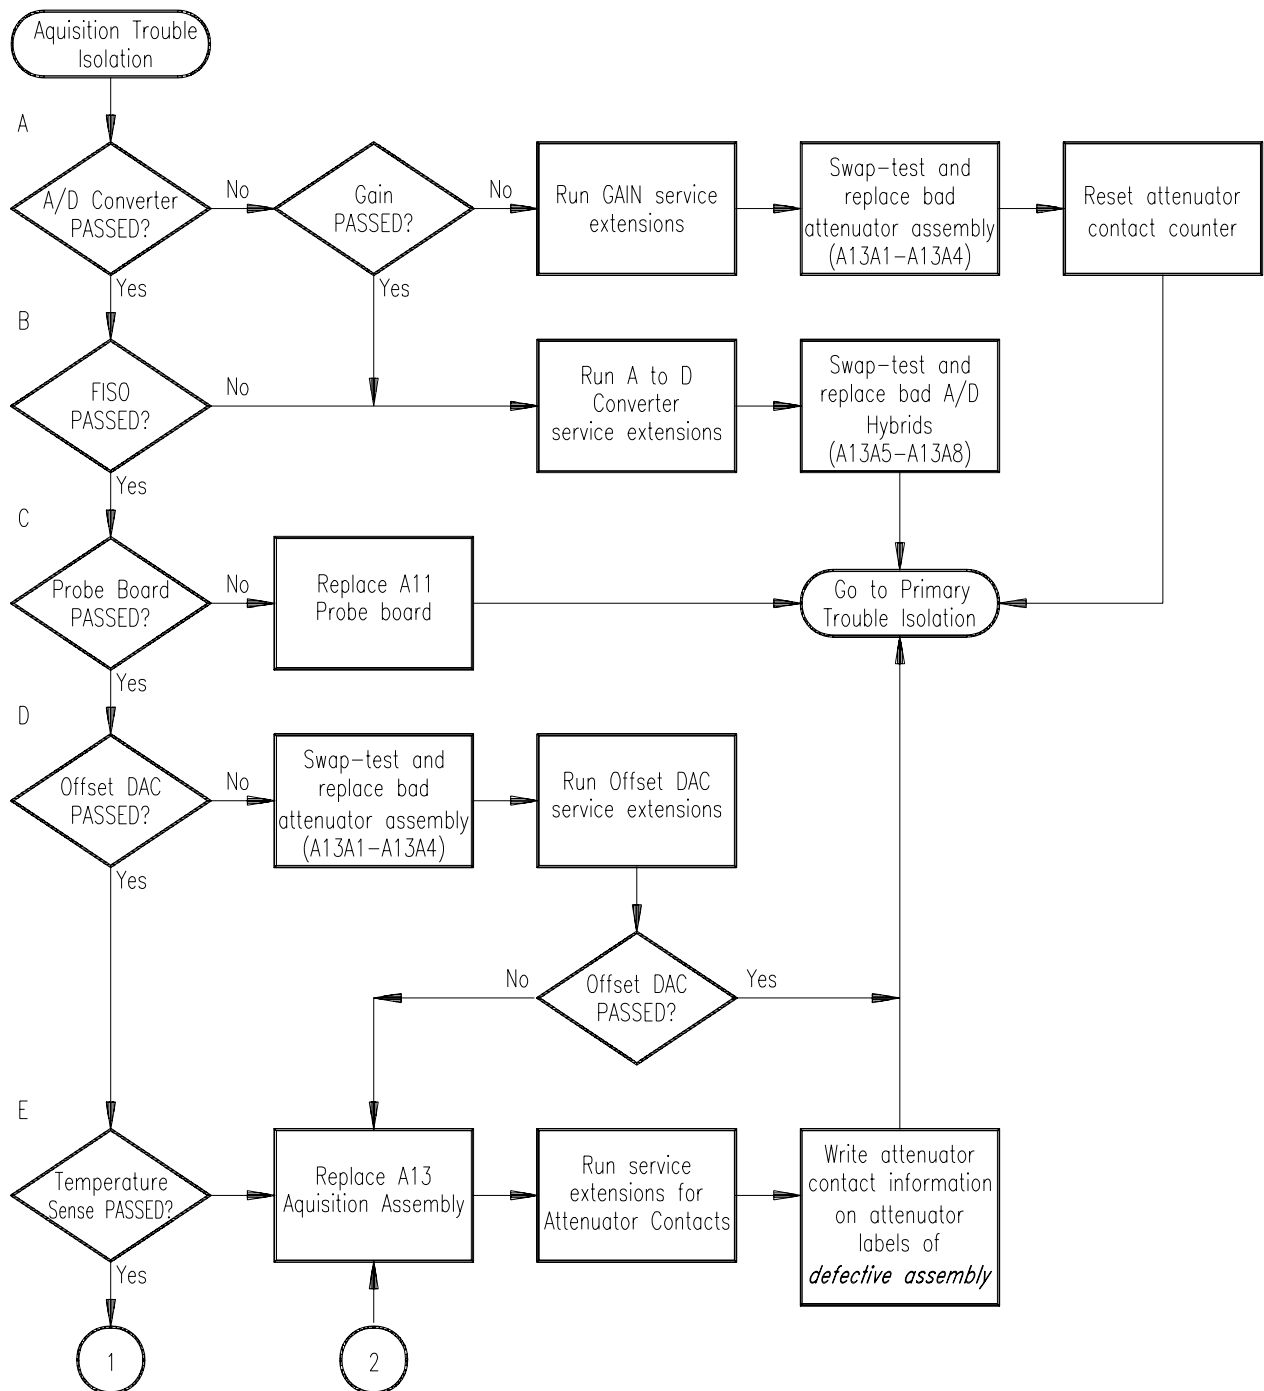 Aquisition Trouble
Isolation
A
A/D Converter
PASSED?
No
Yes
Gain
PASSED?
No
Yes
Run GAIN service
extensions
Swap-test and
replace bad
attenuator assembly
(A13A1-A13A4)
Reset attenuator
contact counter
B
FISO
PASSED?
No
Yes
Run A to D
Converter
service extensions
Swap-test and
replace bad A/D
Hybrids
(A13A5-A13A8)
C
Probe Board
PASSED?
No
Yes
Replace A11
Probe board
Go to Primary
Trouble Isolation
D
Offset DAC
PASSED?
No
Yes
Swap-test and
replace bad
attenuator assembly
(A13A1-A13A4)
Run Offset DAC
service extensions
No
Offset DAC
PASSED?
Yes
E
Temperature
Sense PASSED?
Yes
Replace A13
Aquisition Assembly
Run service
extensions for
Attenuator Contacts
Write attenuator
contact information
on attenuator
labels of
defective assembly
1
2